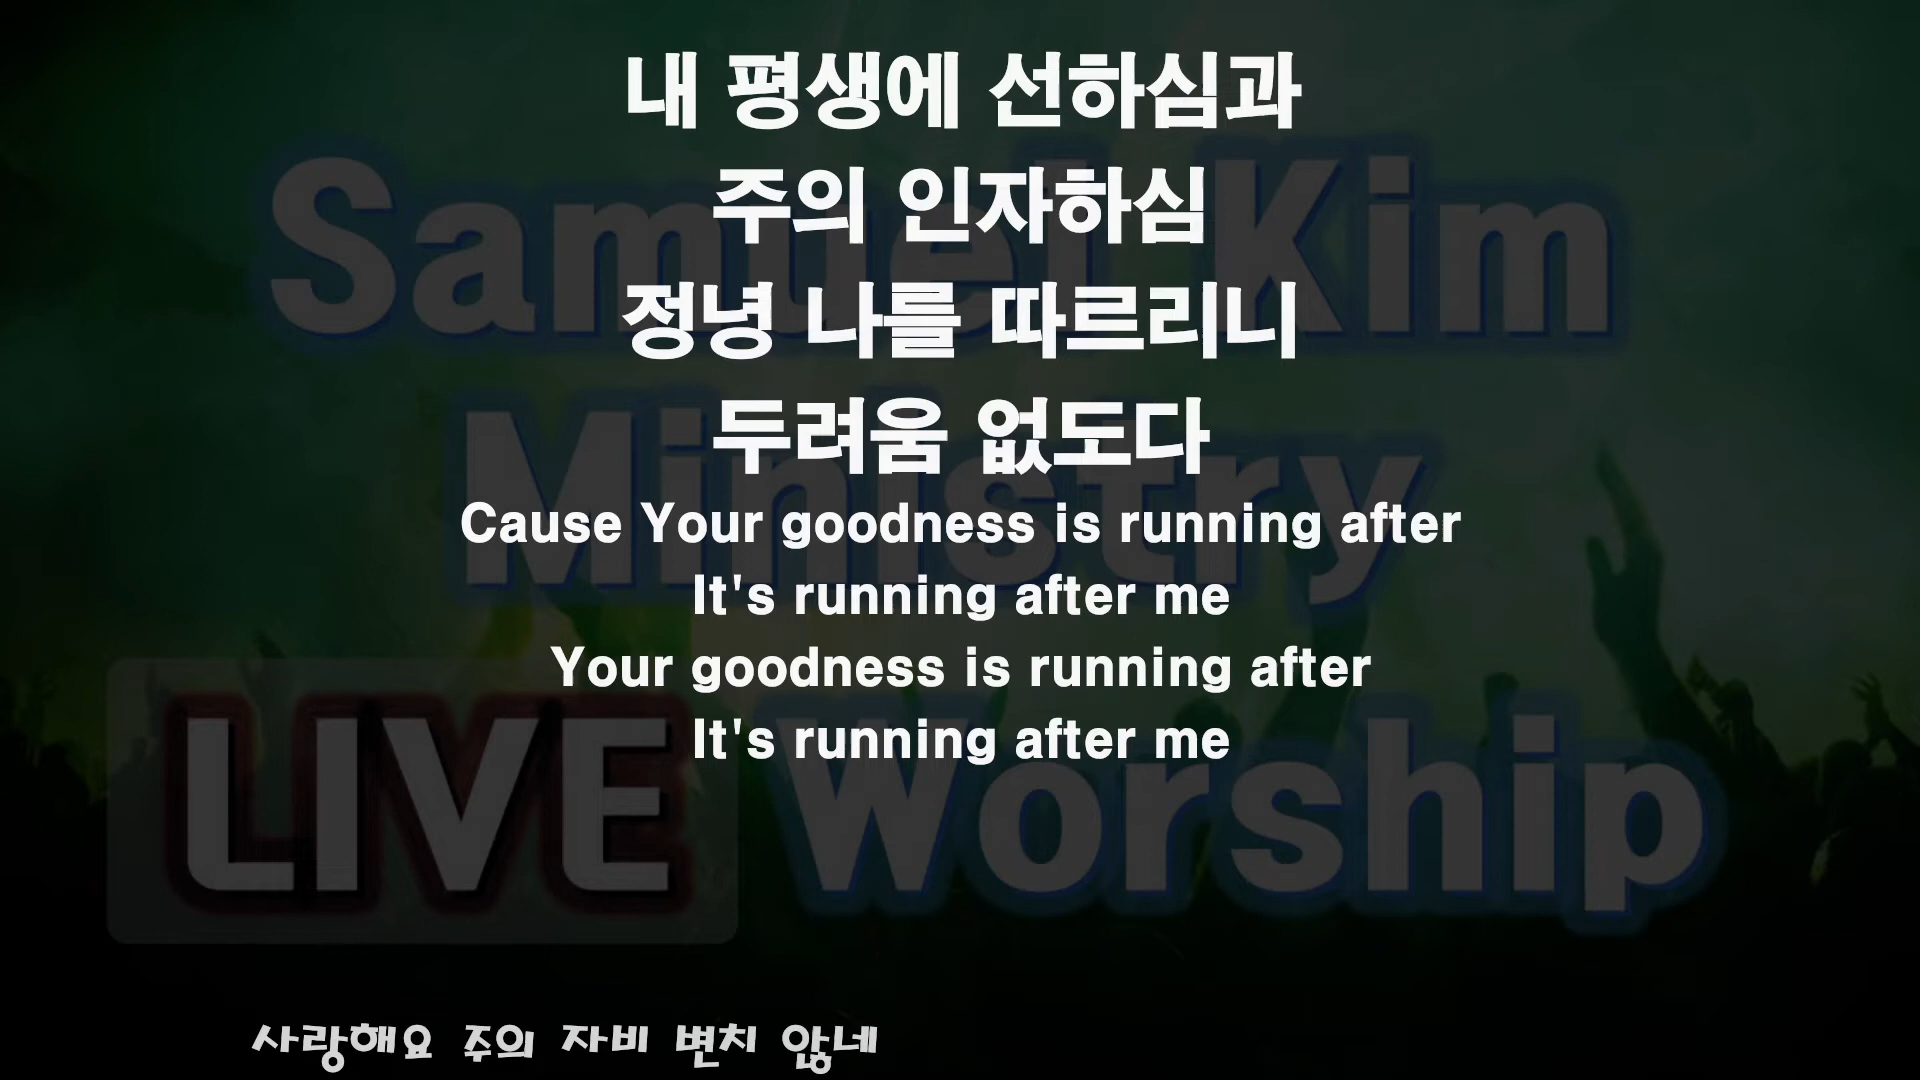 내 평생에 선하심과
주의 인자하심
정녕 나를 따르리니
두려움 없도다
Cause Your goodness is running after
It's running after me
Your goodness is running after
It's running after me
Samuel Kim
Ministry
LIVE Worship
사랑해요 주의 자비 변치 않네